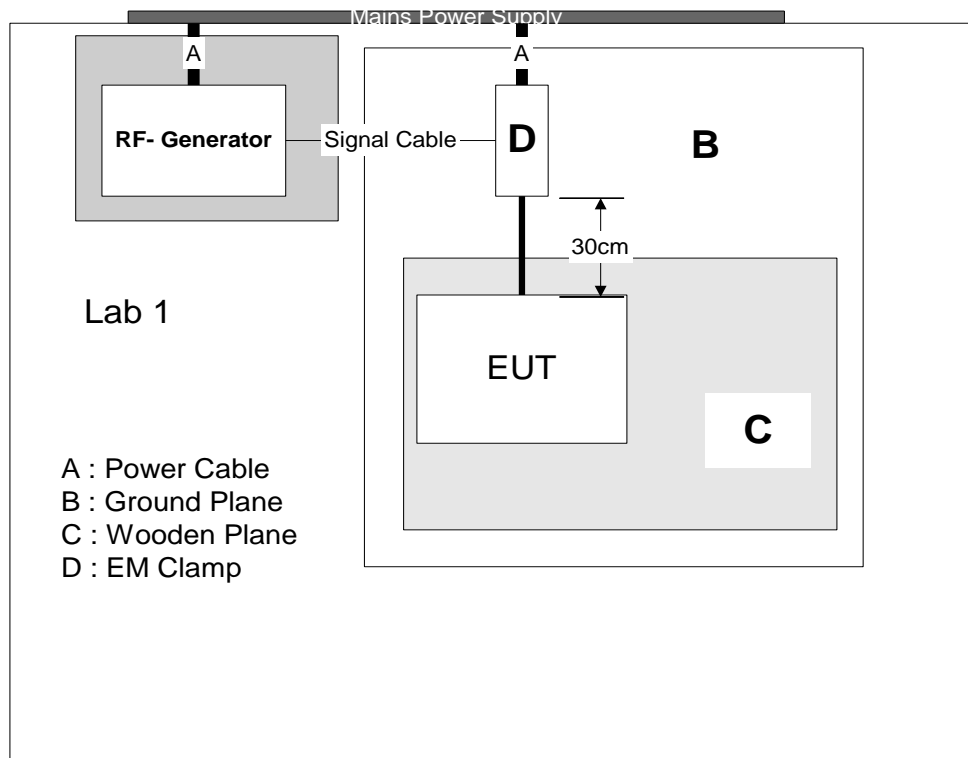 Mains Power Supply
A
A
RF- Generator
Signal Cable
D
B
30cm
Lab 1
EUT
C
A : Power Cable
B : Ground Plane
C : Wooden Plane
D : EM Clamp